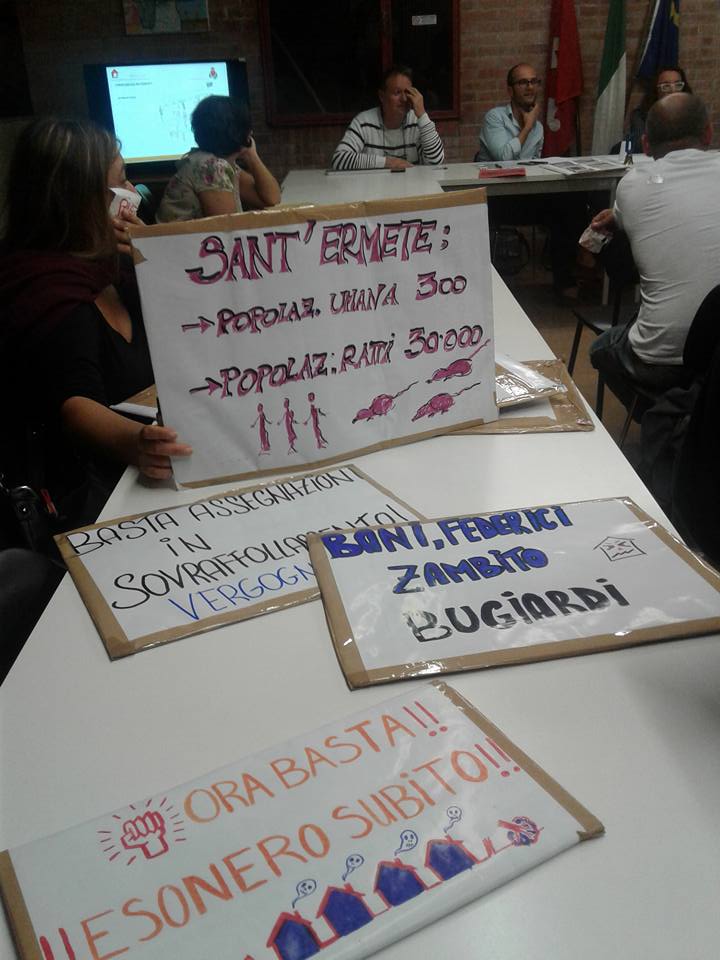 SANT'ERMETE:
→ POPOLAZ. UMANA 300
→ POPOLAZ: RATTI 30.000
BASTA ASSEGNAZIONI
IN
SOVRAFFOLLAMENTO!
VERGOGN
BONI, FEDERICI
ZAMBITO
BUGIARDI
ORA BASTA!!
!!ESONERO SUBITO!!